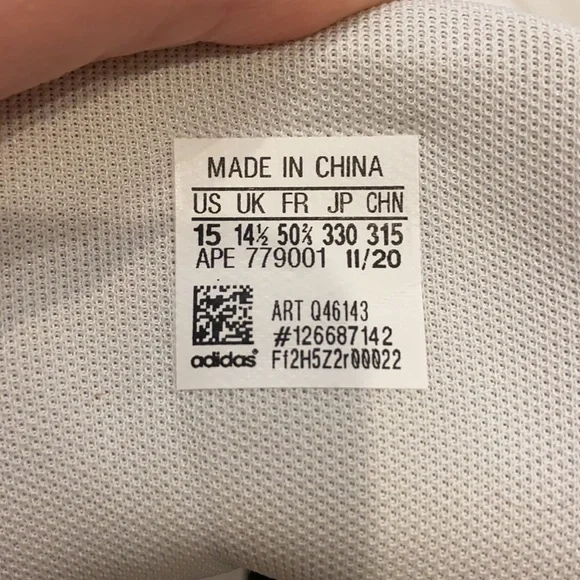 MADE IN CHINA
US UK FR JP CHN
15 14½ 50⅔ 330 315
APE 779001 11/20
ART Q46143
#126687142
adidas Ff2H5Z2r00022